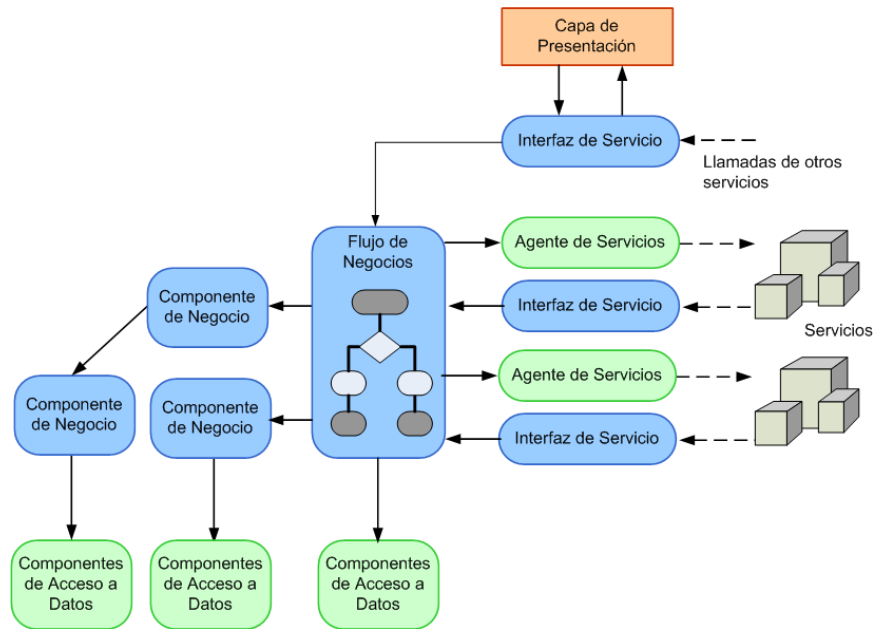 Capa de
Presentación
Interfaz de Servicio
Llamadas de otros
servicios
Flujo de
Negocios
Agente de Servicios
Componente
de Negocio
Interfaz de Servicio
Servicios
Agente de Servicios
Componente
de Negocio
Componente
de Negocio
Interfaz de Servicio
Componentes
de Acceso a
Datos
Componentes
de Acceso a
Datos
Componentes
de Acceso a
Datos